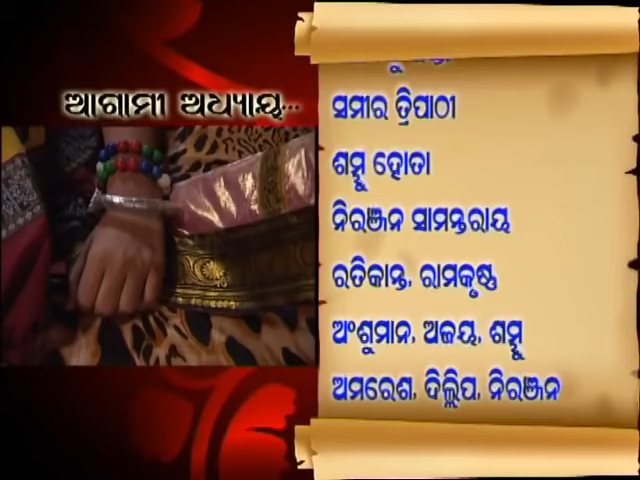 ଆଗାମୀ ଅଧ୍ୟାୟ...
ସମୀର ତ୍ରିପାଠୀ
ଶମ୍ଭୁ ହୋତା
ନିରଞ୍ଜନ ସାମନ୍ତରାୟ
ରତିକାନ୍ତ, ରାମକୃଷ୍ଣ
ଅଂଶୁମାନ, ଅଜୟ, ଶମ୍ଭୁ
ଅମରେଶ, ଦିଲ୍ଲିପ, ନିରଞ୍ଜନ